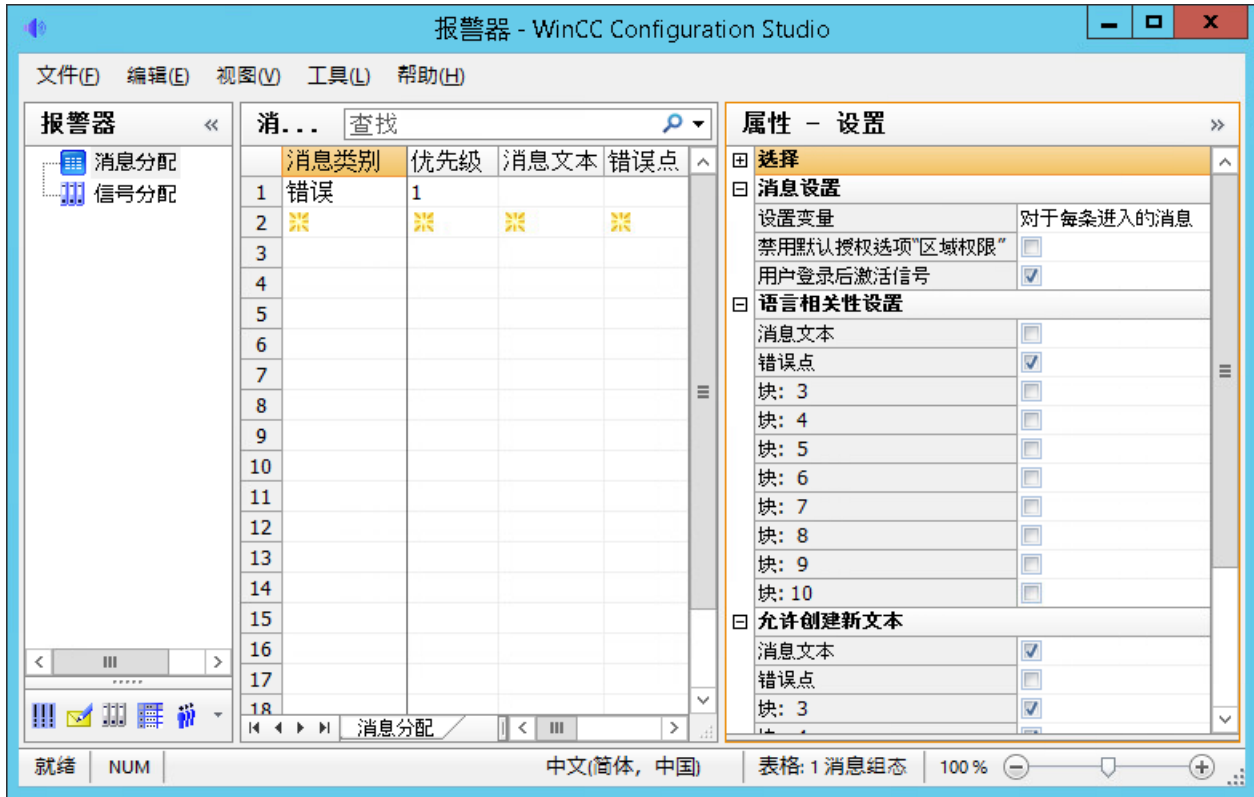 报警器 - WinCC Configuration Studio
文件(F) 编辑(E) 视图(V) 工具(L) 帮助(H)
报警器 «
消息分配
信号分配
消... 查找
消息类别 优先级 消息文本 错误点
1 错误 1
2
3
4
5
6
7
8
9
10
11
12
13
14
15
16
17
18
消息分配
属性 - 设置 »
选择
消息设置
设置变量 对于每条进入的消息
禁用默认授权选项"区域权限"
用户登录后激活信号
语言相关性设置
消息文本
错误点
块: 3
块: 4
块: 5
块: 6
块: 7
块: 8
块: 9
块: 10
允许创建新文本
消息文本
错误点
块: 3
就绪 NUM 中文(简体, 中国) 表格: 1 消息组态 100 %